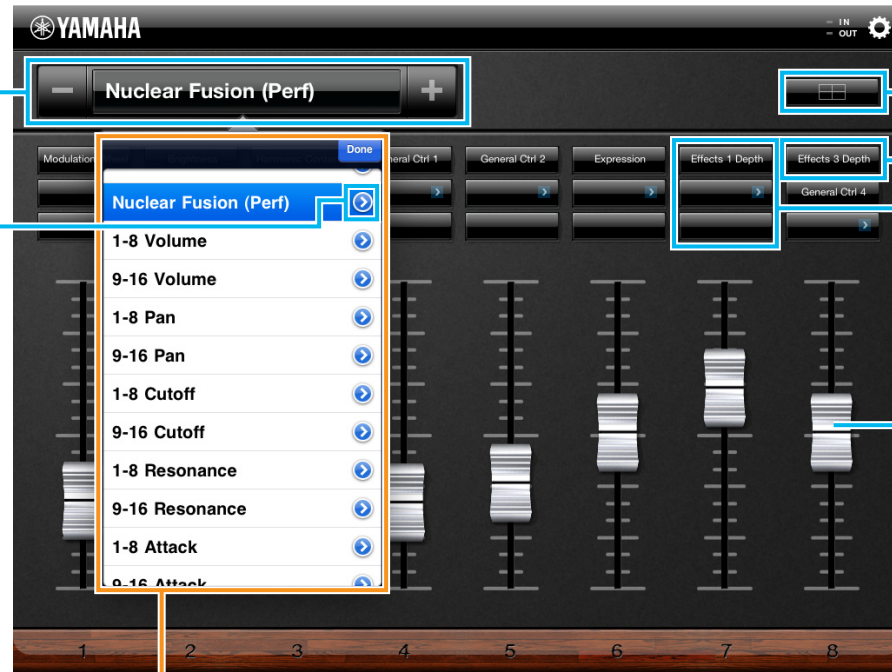 YAMAHA
IN
OUT
Nuclear Fusion (Perf)
Done
Modulation
General Ctrl 2
Expression
Effects 1 Depth
Effects 3 Depth
General Ctrl 4
Nuclear Fusion (Perf)
1-8 Volume
9-16 Volume
1-8 Pan
9-16 Pan
1-8 Cutoff
9-16 Cutoff
1-8 Resonance
9-16 Resonance
1-8 Attack
9-16 Attack
1 2 3 4 5 6 7 8